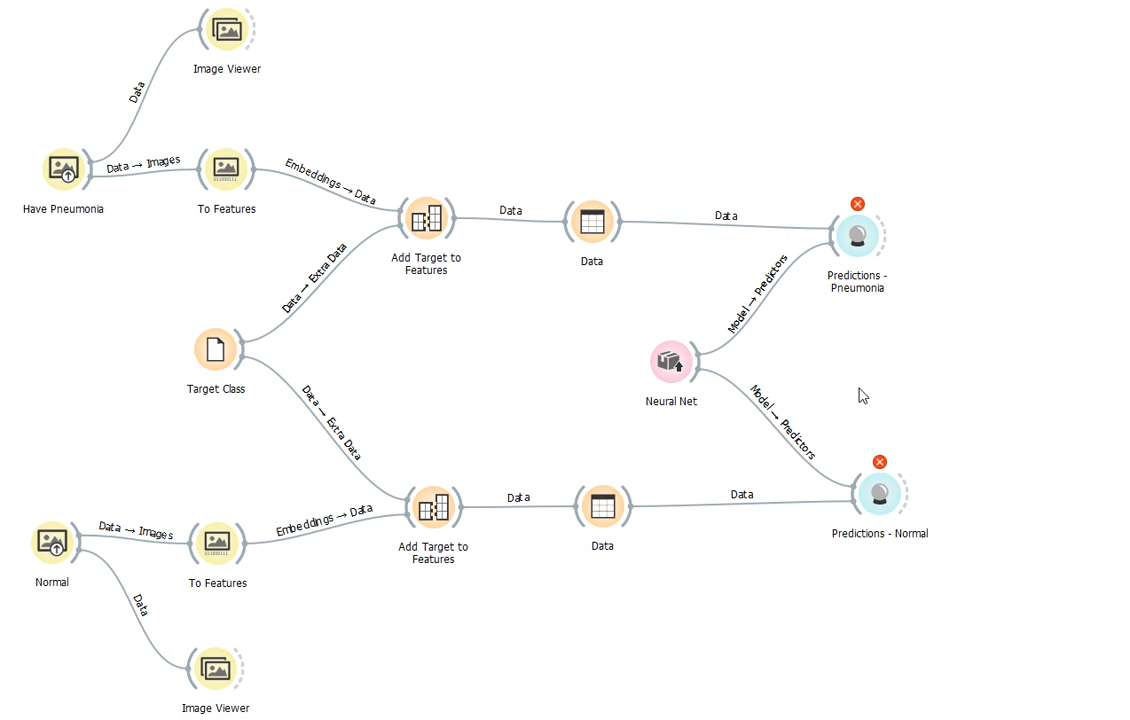 Image Viewer
Data
Data → Images
Have Pneumonia
To Features
Embeddings → Data
Add Target to
Features
Data
Data
Data
Predictions -
Pneumonia
Data → Extra Data
Model → Predictors
Target Class
Neural Net
Data → Extra Data
Model → Predictors
Data → Images
Normal
To Features
Embeddings → Data
Add Target to
Features
Data
Data
Data
Predictions - Normal
Data
Image Viewer